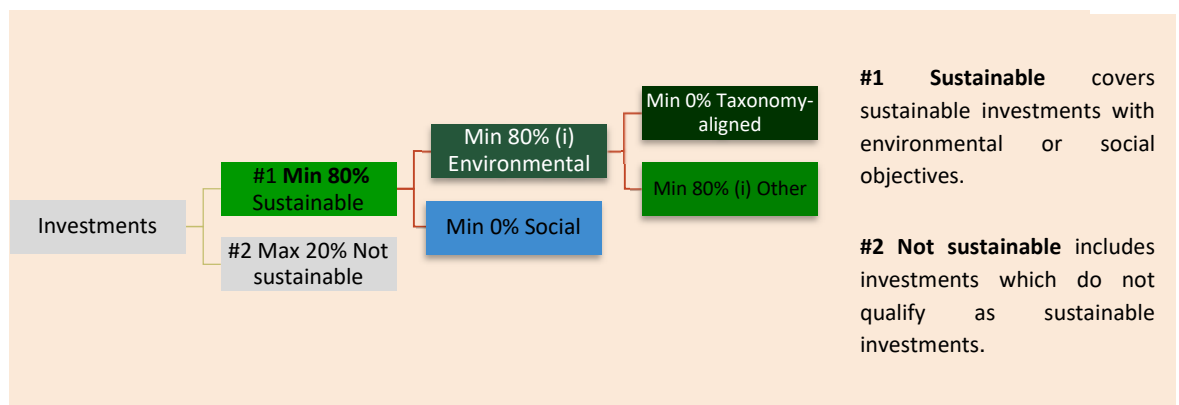 Investments
#1 Min 80%
Sustainable
#2 Max 20% Not
sustainable
Min 80% (i)
Environmental
Min 0% Social
Min 0% Taxonomy-
aligned
Min 80% (i) Other
#1 Sustainable covers
sustainable investments with
environmental or social
objectives.
#2 Not sustainable includes
investments which do not
qualify as sustainable
investments.